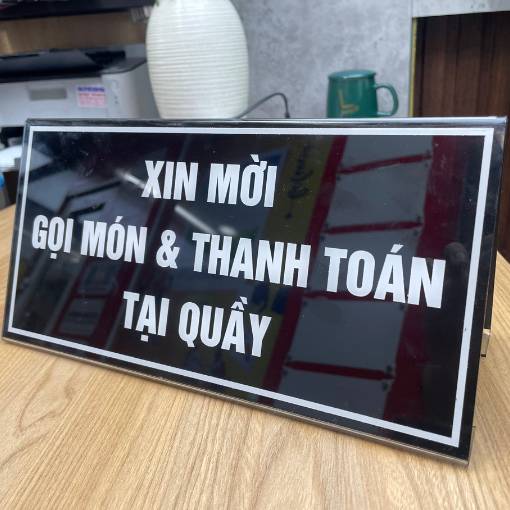 XIN MỜI
GỌI MÓN & THANH TOÁN
TẠI QUẦY